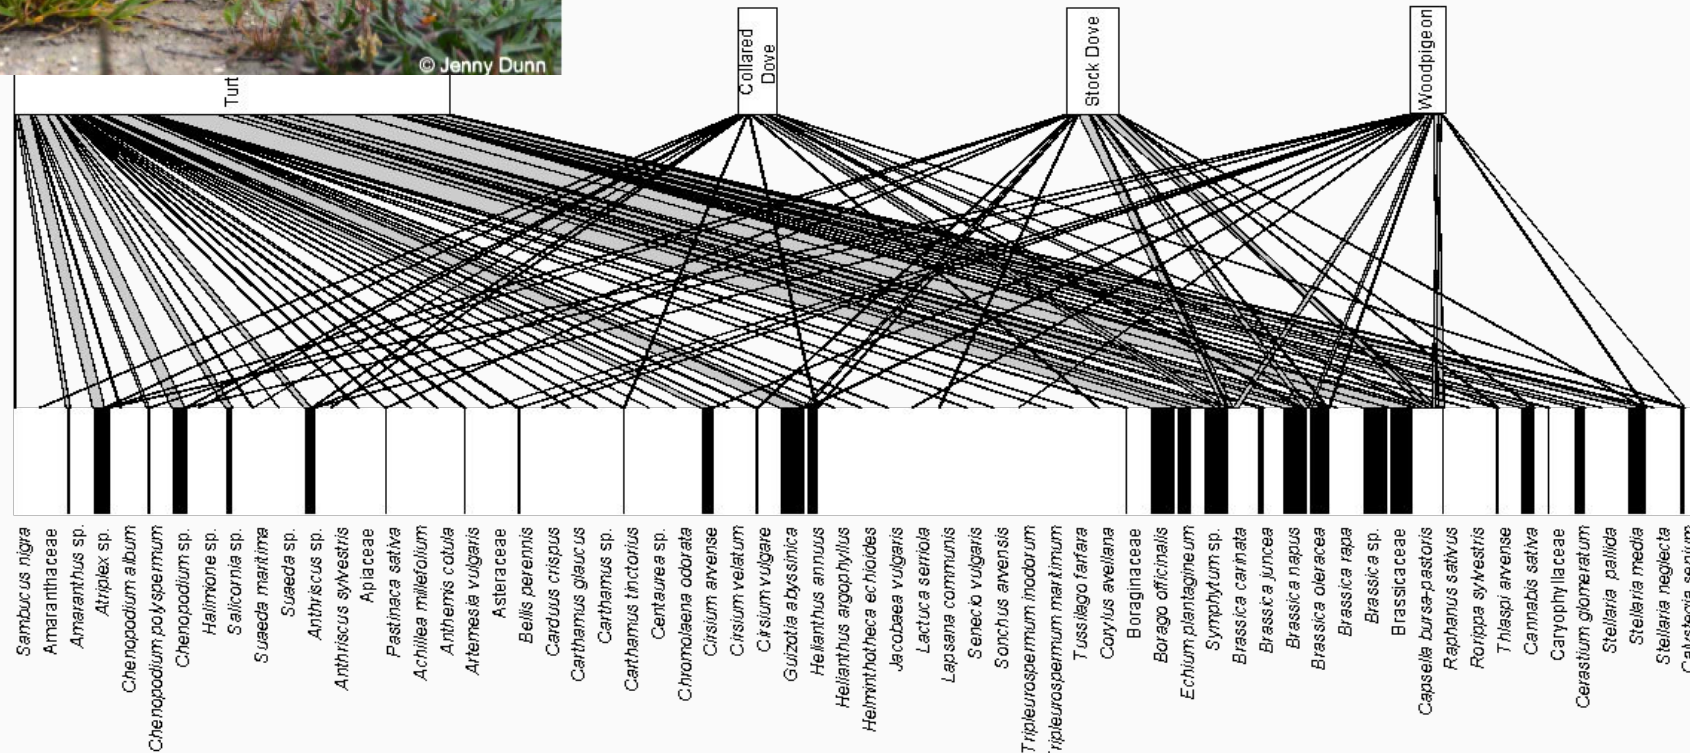 © Jenny Dunn
Turt
Collared
Dove
Stock Dove
Woodpigeon
Sambucus nigra
Amaranthaceae
Amaranthus sp.
Atriplex sp.
Chenopodium album
Chenopodium polyspermum
Chenopodium sp.
Halimione sp.
Salicornia sp.
Suaeda maritima
Suaeda sp.
Anthriscus sp.
Anthriscus sylvestris
Apiaceae
Pastinaca sativa
Achillea millefolium
Anthemis cotula
Artemesia vulgaris
Asteraceae
Bellis perennis
Carduus crispus
Carthamus glaucus
Carthamus sp.
Carthamus tinctorius
Centaurea sp.
Chromolaena odorata
Cirsium arvense
Cirsium velatum
Cirsium vulgare
Guizotia abyssinica
Helianthus annuus
Helianthus argophyllus
Helminthotheca echioides
Jacobaea vulgaris
Lactuca serriola
Lapsana communis
Senecio vulgaris
Sonchus arvensis
Tripleurospermum inodorum
Tripleurospermum maritimum
Tussilago farfara
Corylus avellana
Boraginaceae
Borago officinalis
Echium plantagineum
Symphytum sp.
Brassica carinata
Brassica juncea
Brassica napus
Brassica oleracea
Brassica rapa
Brassica sp.
Brassicaceae
Capsella bursa-pastoris
Raphanus sativus
Rorippa sylvestris
Thlaspi arvense
Cannabis sativa
Caryophyllaceae
Cerastium glomeratum
Stellaria pallida
Stellaria media
Stellaria neglecta